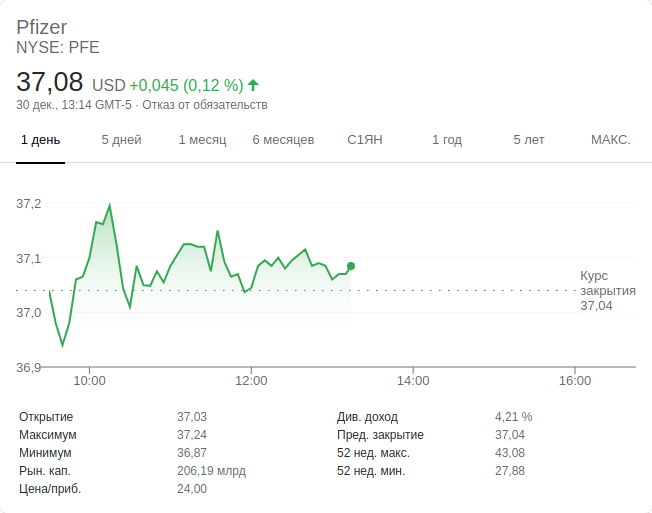 Pfizer
NYSE: PFE
37,08 USD +0,045 (0,12 %)
30 дек., 13:14 GMT-5 · Отказ от обязательств
1 день 5 дней 1 месяц 6 месяцев С1ЯН 1 год 5 лет МАКС.
37,2
37,1
37,0
36,9
Курс
закрытия
37,04
10:00 12:00 14:00 16:00
Открытие 37,03 Див. доход 4,21 %
Максимум 37,24 Пред. закрытие 37,04
Минимум 36,87 52 нед. макс. 43,08
Рын. кап. 206,19 млрд 52 нед. мин. 27,88
Цена/приб. 24,00